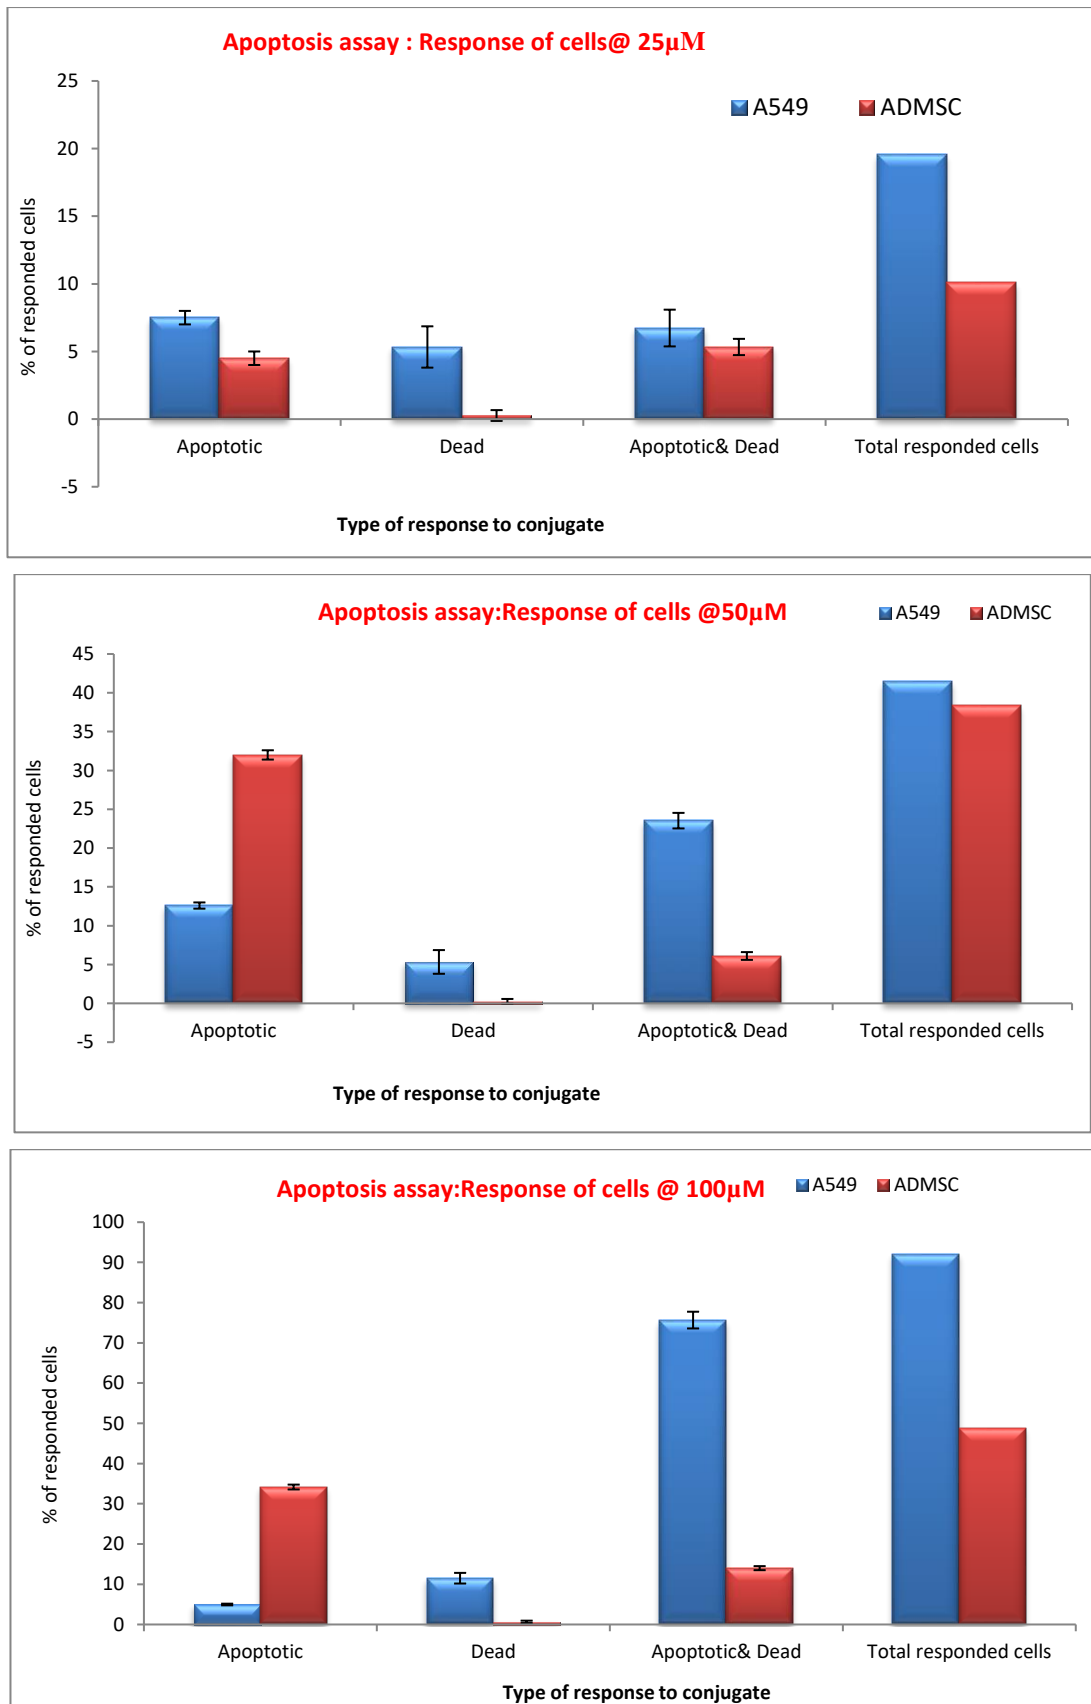 Apoptosis assay : Response of cells@ 25µM
A549 ADMSC
25
20
15
10
5
0
-5
% of responded cells
Apoptotic Dead Apoptotic& Dead Total responded cells
Type of response to conjugate
Apoptosis assay:Response of cells @50µM
A549 ADMSC
45
40
35
30
25
20
15
10
5
0
-5
% of responded cells
Apoptotic Dead Apoptotic& Dead Total responded cells
Type of response to conjugate
Apoptosis assay:Response of cells @ 100µM
A549 ADMSC
100
90
80
70
60
50
40
30
20
10
0
% of responded cells
Apoptotic Dead Apoptotic& Dead Total responded cells
Type of response to conjugate